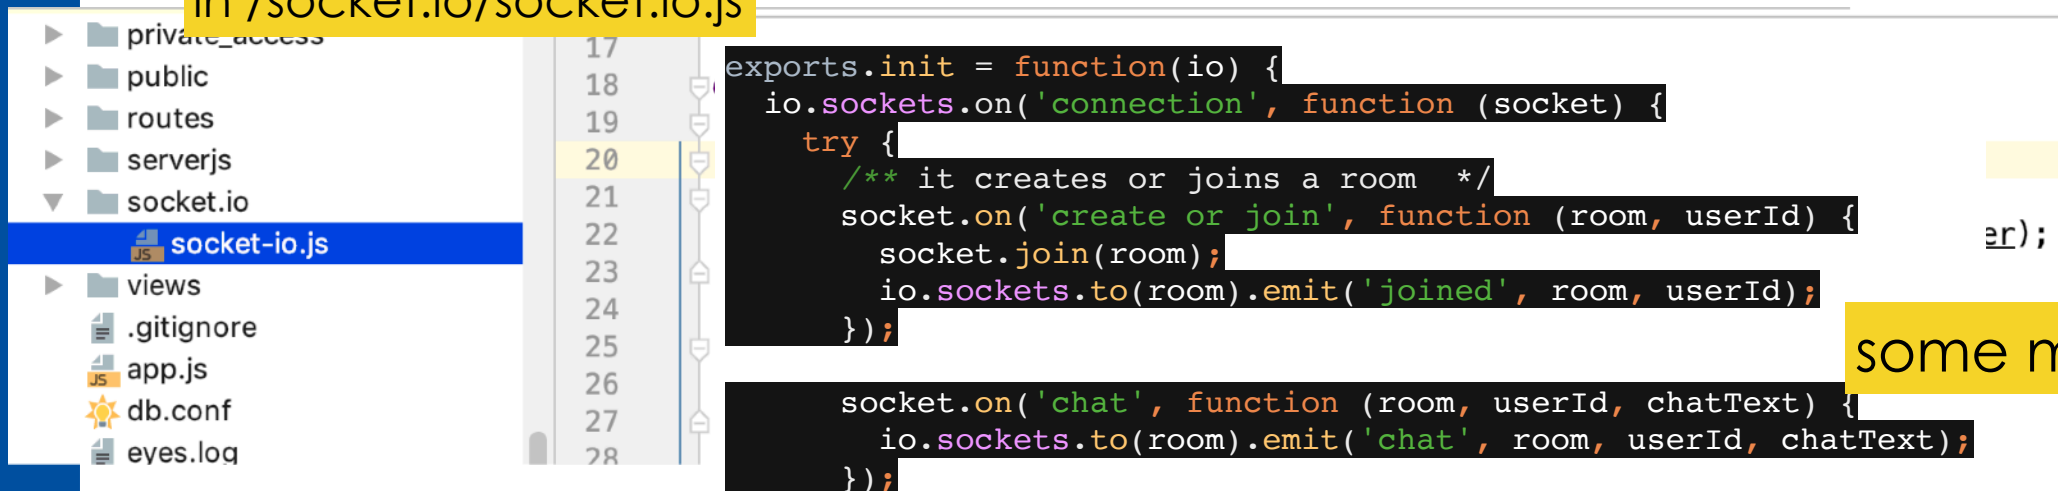 in /socket.io/socket.io.js
private_access
public
routes
serverjs
socket.io
socket-io.js
views
.gitignore
app.js
db.conf
eyes.log
17
18
19
20
21
22
23
24
25
26
27
28
exports.init = function(io) {
io.sockets.on('connection', function (socket) {
try {
/** it creates or joins a room  */
socket.on('create or join', function (room, userId) {
socket.join(room);
io.sockets.to(room).emit('joined', room, userId);
});
socket.on('chat', function (room, userId, chatText) {
io.sockets.to(room).emit('chat', room, userId, chatText);
});
er);
some